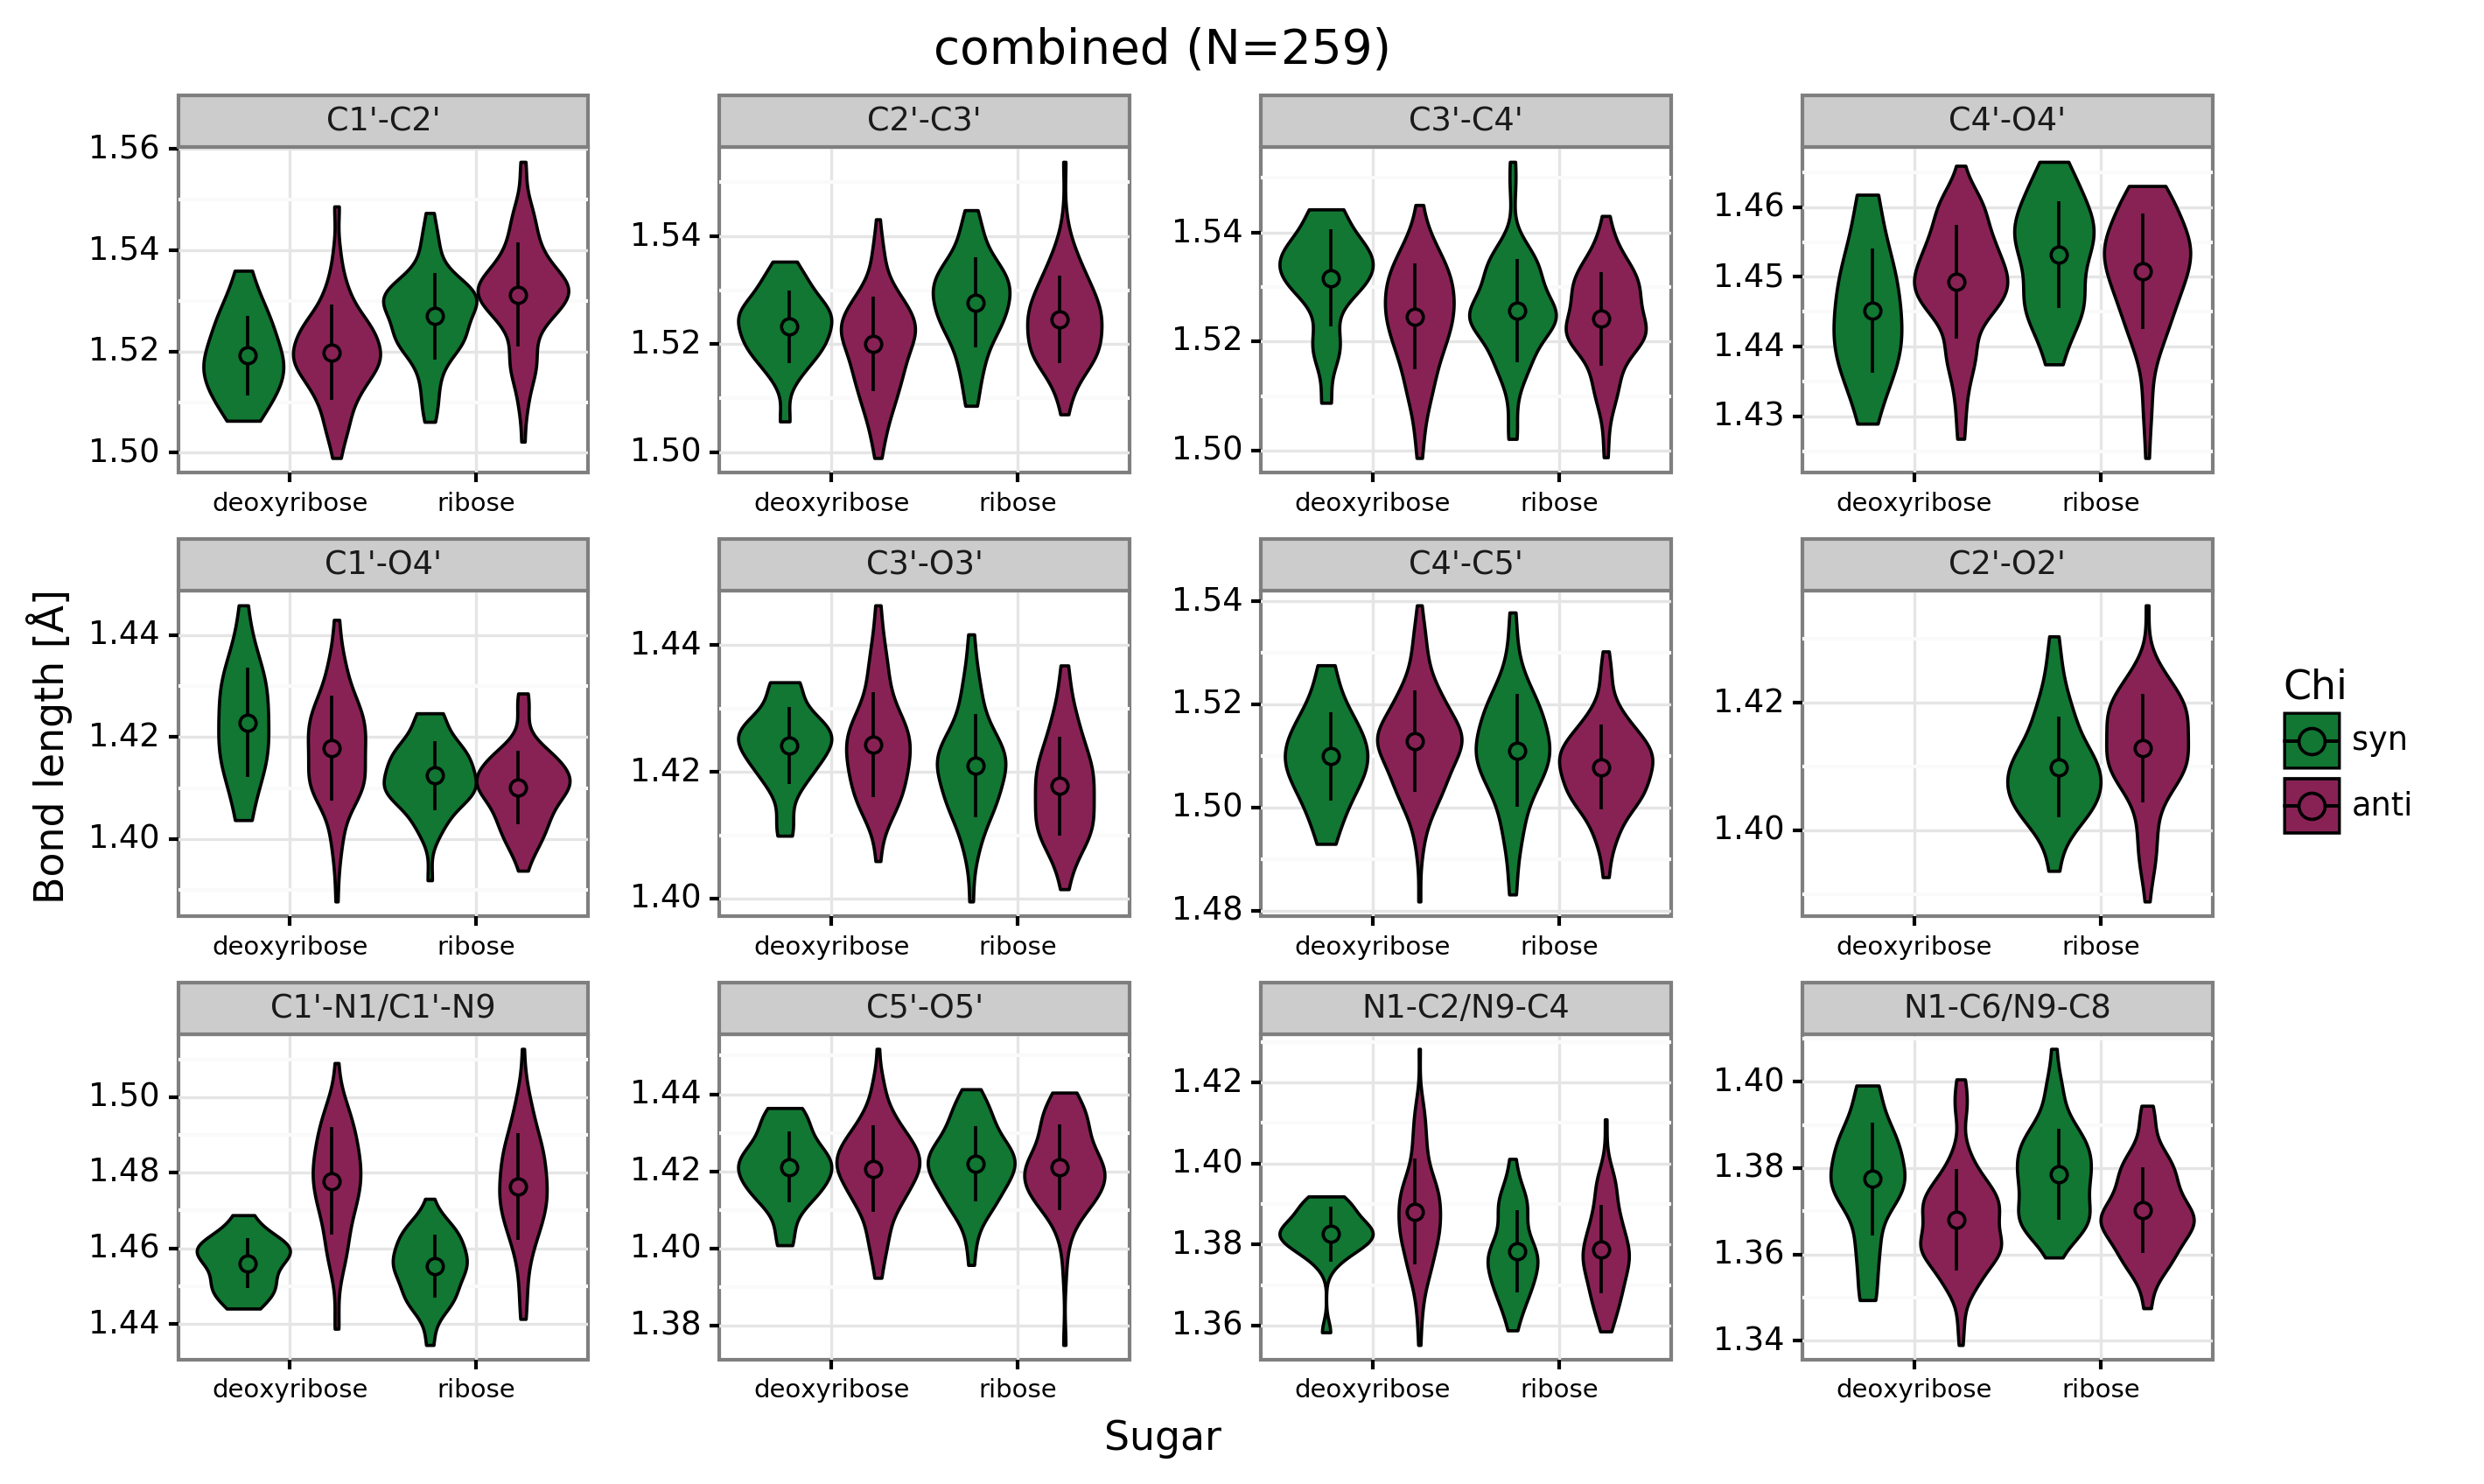 combined (N=259)
C1'-C2'
C2'-C3'
C3'-C4'
C4'-O4'
1.56
1.54
1.52
1.50
1.54
1.52
1.50
1.54
1.52
1.50
1.46
1.45
1.44
1.43
deoxyribose ribose
deoxyribose ribose
deoxyribose ribose
deoxyribose ribose
C1'-O4'
C3'-O3'
C4'-C5'
C2'-O2'
Bond length [Å]
1.44
1.42
1.40
1.44
1.42
1.40
1.54
1.52
1.50
1.48
1.42
1.40
deoxyribose ribose
deoxyribose ribose
deoxyribose ribose
deoxyribose ribose
Chi
syn
anti
C1'-N1/C1'-N9
C5'-O5'
N1-C2/N9-C4
N1-C6/N9-C8
1.50
1.48
1.46
1.44
1.44
1.42
1.40
1.38
1.42
1.40
1.38
1.36
1.40
1.38
1.36
1.34
deoxyribose ribose
deoxyribose ribose
deoxyribose ribose
deoxyribose ribose
Sugar